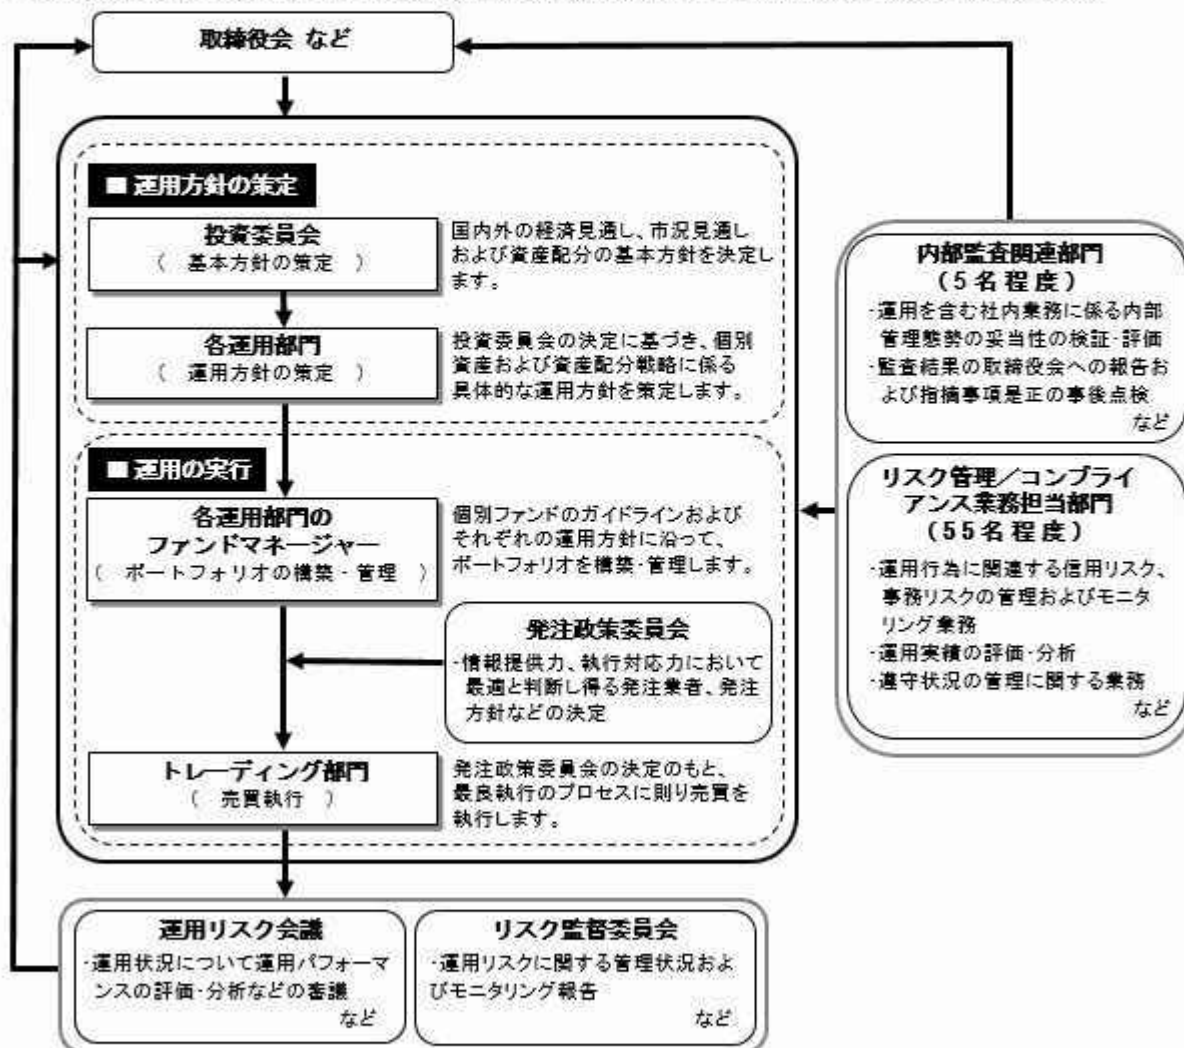 取締役会 など
■ 運用方針の策定
投資委員会
( 基本方針の策定 )
国内外の経済見通し、市況見通し
および資産配分の基本方針を決定し
ます。
各運用部門
( 運用方針の策定 )
投資委員会の決定に基づき、個別
資産および資産配分戦略に係る
具体的な運用方針を策定します。
■ 運用の実行
各運用部門の
ファンドマネージャー
( ポートフォリオの構築・管理 )
個別ファンドのガイドラインおよび
それぞれの運用方針に沿って、
ポートフォリオを構築・管理します。
発注政策委員会
・情報提供力、執行対応力において
最適と判断し得る発注業者、発注
方針などの決定
トレーディング部門
( 売買執行 )
発注政策委員会の決定のもと、
最良執行のプロセスに則り売買を
執行します。
内部監査関連部門
(5名程度)
・運用を含む社内業務に係る内部
管理態勢の妥当性の検証・評価
・監査結果の取締役会への報告お
よび指摘事項是正の事後点検
など
リスク管理/コンプライ
アンス業務担当部門
(55名程度)
・運用行為に関連する信用リスク、
事務リスクの管理およびモニタ
リング業務
・運用実績の評価・分析
・遵守状況の管理に関する業務
など
運用リスク会議
・運用状況について運用パフォーマ
ンスの評価・分析などの審議
など
リスク監督委員会
・運用リスクに関する管理状況およ
びモニタリング報告
など